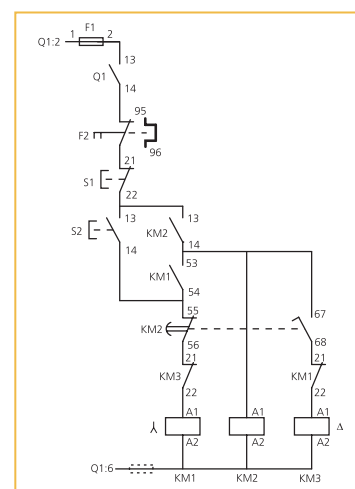 F1
Q1:2 1 2
13
Q1
14
95
F2
96
21
S1
22
13 13
S2 KM2
14 14
53
KM1
54
55 67
KM2
56 68
21 21
KM3 KM1
22 22
A1 A1 A1
⅄ Δ
A2 A2 A2
Q1:6
KM1 KM2 KM3